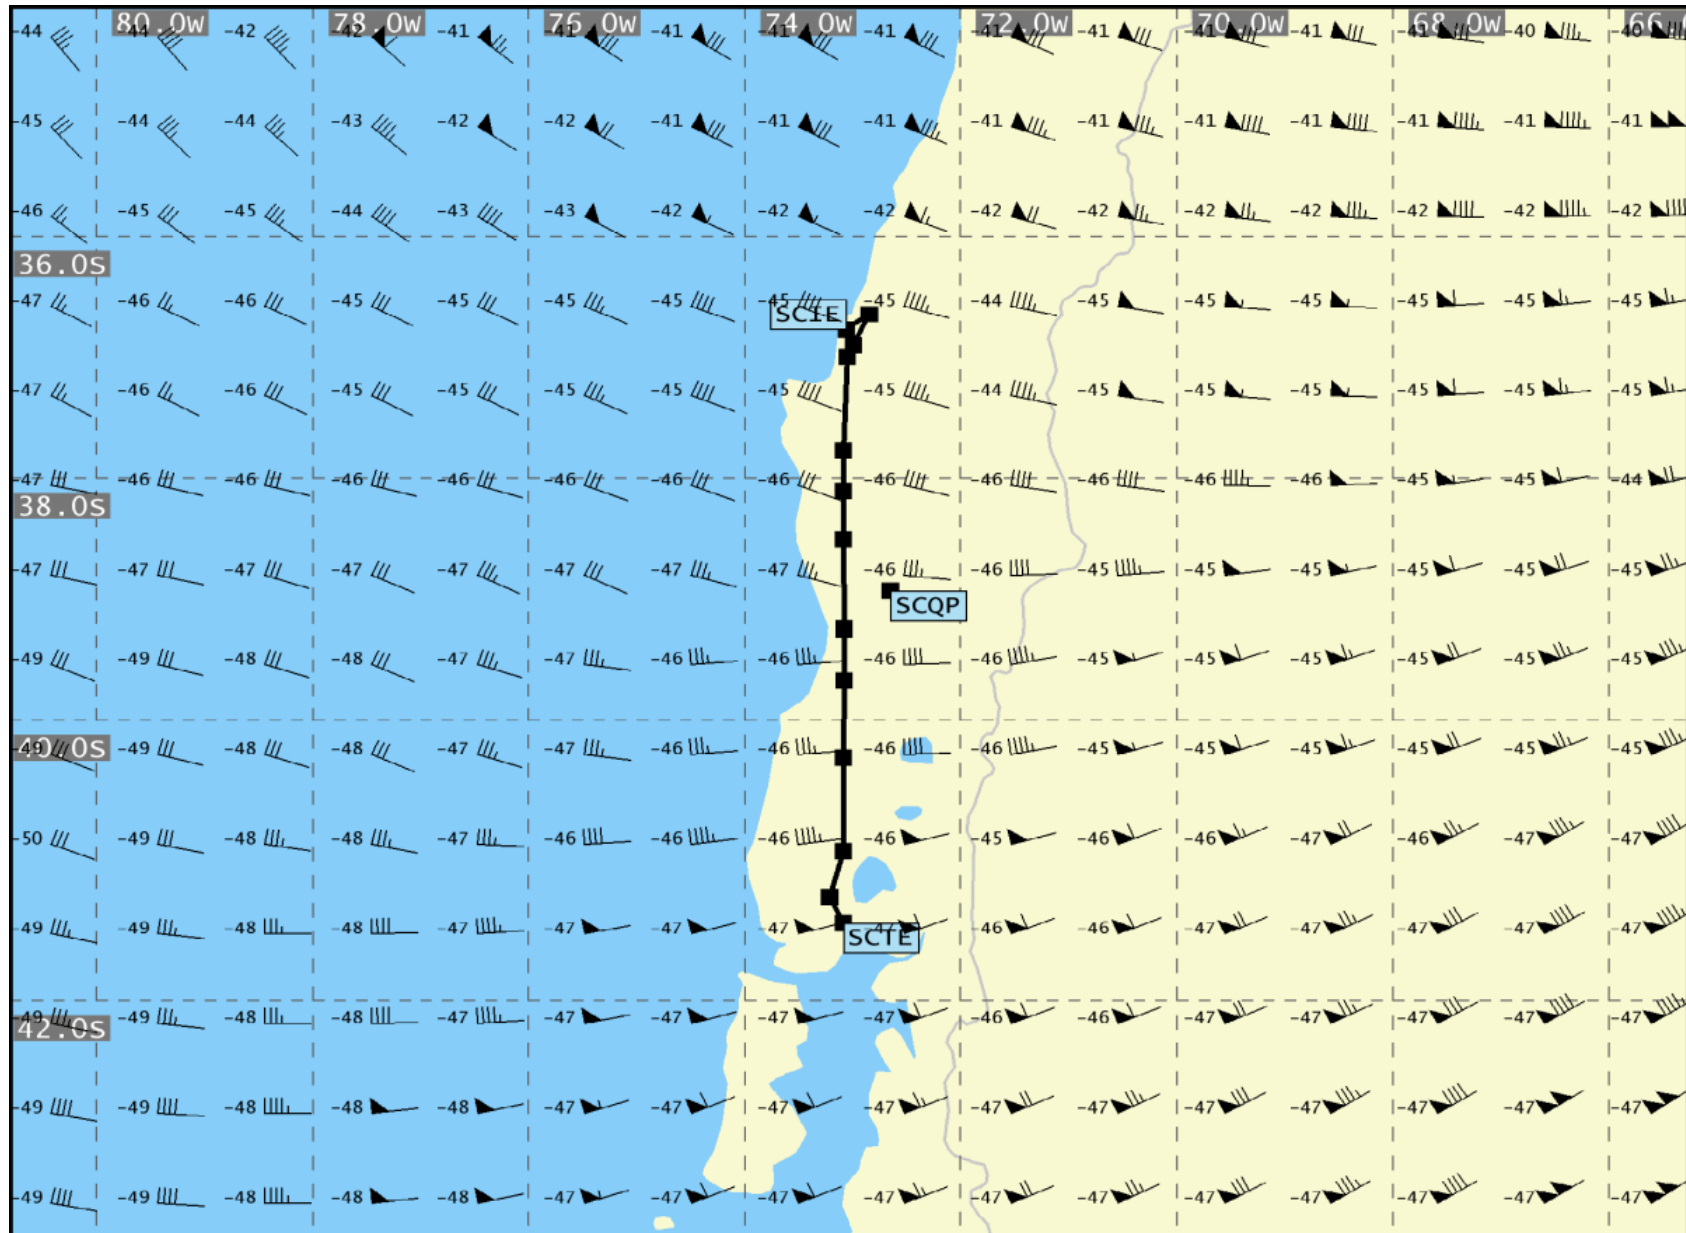 80.0W 78.0W 76.0W 74.0W 72.0W 70.0W 68.0W 66.
-44 -44 -42 -42 -41 -41 -41 -41 -41 -41 -41 -41 -41 -41 -40 -40
-45 -44 -44 -43 -42 -42 -41 -41 -41 -41 -41 -41 -41 -41 -41 -41
-46 -45 -45 -44 -43 -43 -42 -42 -42 -42 -42 -42 -42 -42 -42 -42
36.0S
-47 -46 -46 -45 -45 -45 -45 -45 -45 -44 -45 -45 -45 -45 -45 -45
SCIE
-47 -46 -46 -45 -45 -45 -45 -45 -45 -44 -45 -45 -45 -45 -45 -45
-47 -46 -46 -46 -46 -46 -46 -46 -46 -46 -46 -46 -46 -45 -45 -44
38.0S
-47 -47 -47 -47 -47 -47 -47 -47 -46 -46 -45 -45 -45 -45 -45 -45
SCQP
-49 -49 -48 -48 -47 -47 -46 -46 -46 -46 -45 -45 -45 -45 -45 -45
40.0S
-49 -49 -48 -48 -47 -47 -46 -46 -46 -46 -45 -45 -45 -45 -45 -45
-50 -49 -48 -48 -47 -46 -46 -46 -46 -45 -46 -46 -47 -46 -47 -47
-49 -49 -48 -48 -47 -47 -47 -47 -47 -46 -46 -47 -47 -47 -47 -47
SCTE
-49 -49 -48 -48 -47 -47 -47 -47 -47 -46 -46 -47 -47 -47 -47 -47
42.0S
-49 -49 -48 -48 -48 -47 -47 -47 -47 -47 -47 -47 -47 -47 -47 -47
-49 -49 -48 -48 -48 -47 -47 -47 -47 -47 -47 -47 -47 -47 -47 -47